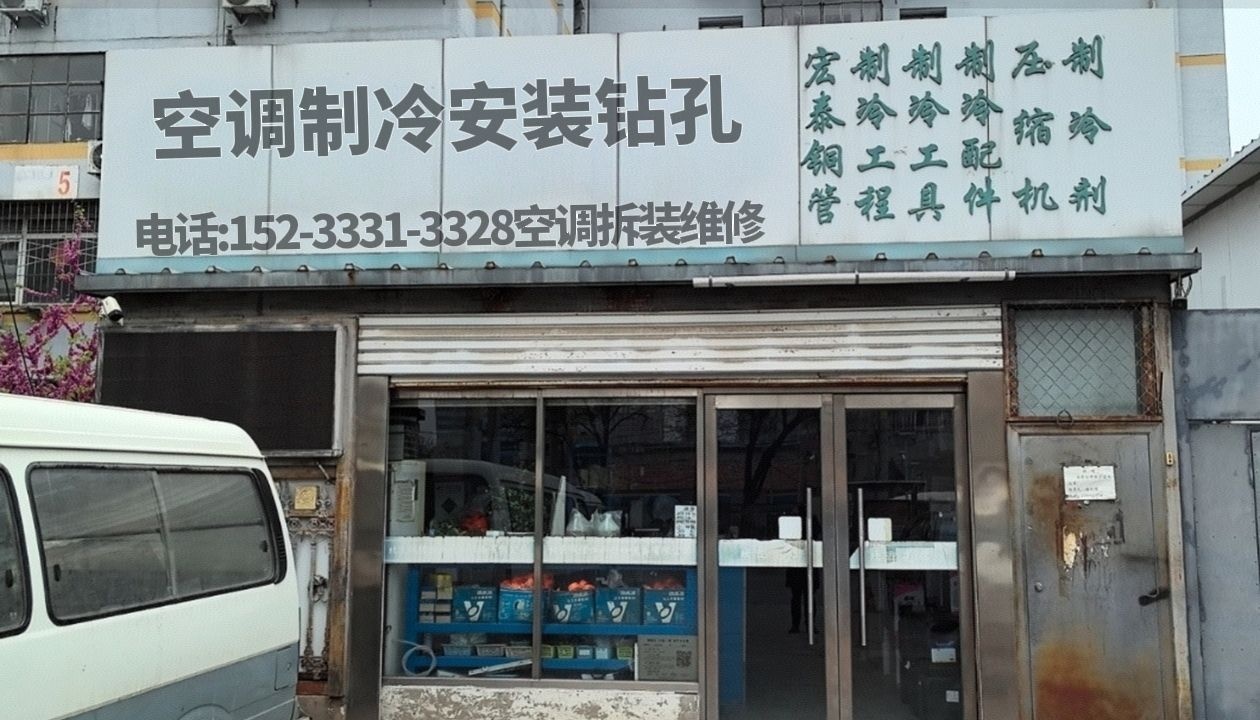 空调制冷安装钻孔
电话:152-3331-3328空调拆装维修
宏泰铜管
制冷工程
制冷工具
制冷配件
压缩机
制冷剂
5